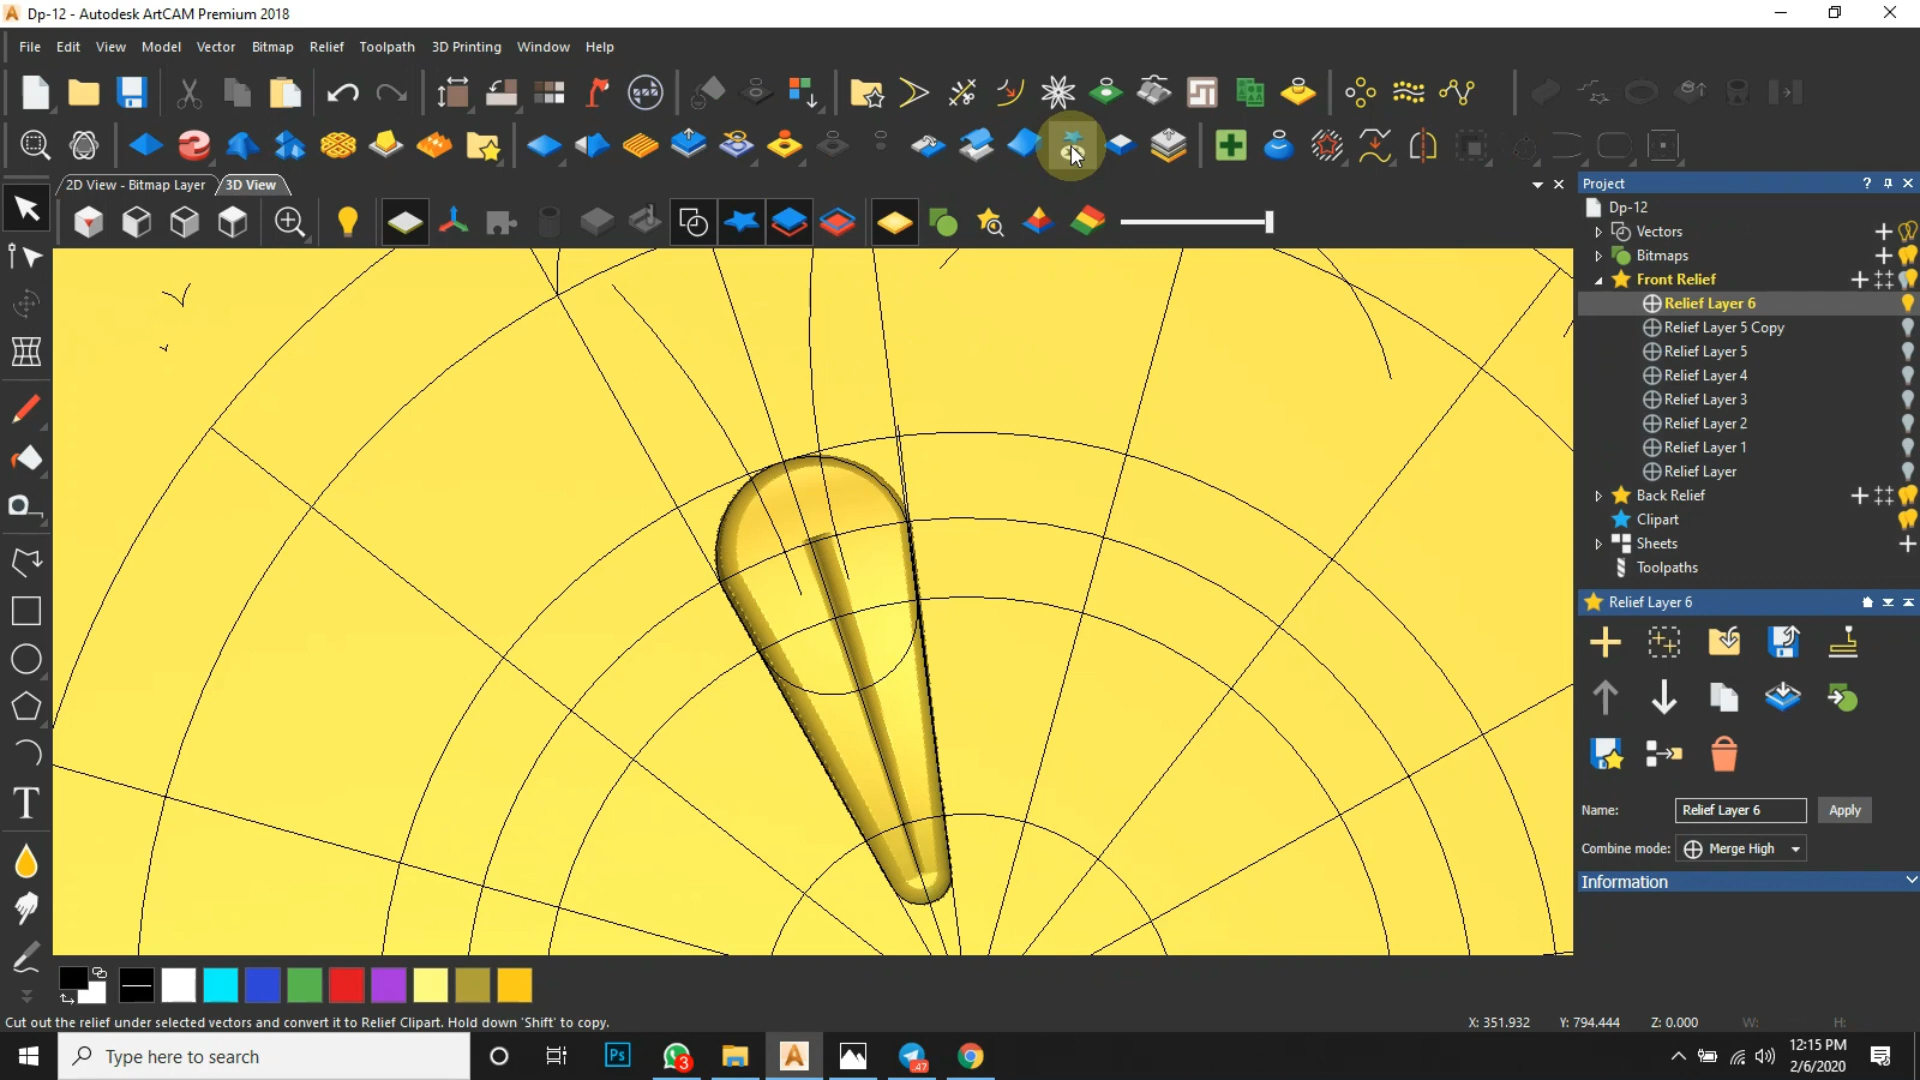 Dp-12 - Autodesk ArtCAM Premium 2018
File Edit View Model Vector Bitmap Relief Toolpath 3D Printing Window Help
2D View - Bitmap Layer 3D View
Project
Dp-12
Vectors
Bitmaps
Front Relief
Relief Layer 6
Relief Layer 5 Copy
Relief Layer 5
Relief Layer 4
Relief Layer 3
Relief Layer 2
Relief Layer 1
Relief Layer
Back Relief
Clipart
Sheets
Toolpaths
Relief Layer 6
Name: Relief Layer 6 Apply
Combine mode: Merge High
Information
Cut out the relief under selected vectors and convert it to Relief Clipart. Hold down 'Shift' to copy.
X: 351.932 Y: 794.444 Z: 0.000 W: H:
Type here to search
Ps
3
47
12:15 PM
2/6/2020